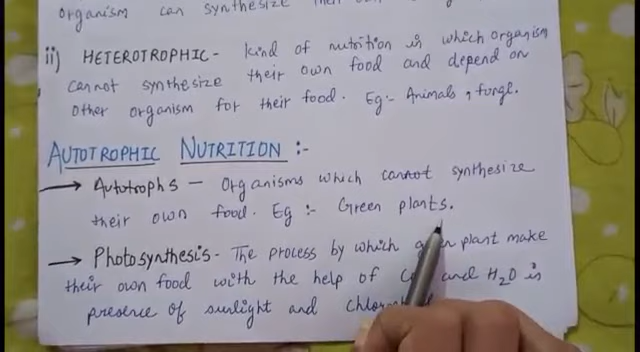 organism can synthesize their
ii) HETEROTROPHIC - kind of nutrition in which organism
cannot synthesize their own food and depend on
other organism for their food. Eg:- Animals, fungi.
AUTOTROPHIC NUTRITION :-
→ Autotrophs - Organisms which cannot synthesize
their own food. Eg :- Green plants.
→ Photosynthesis - The process by which plant make
their own food with the help of and H2O in
presence of sunlight and